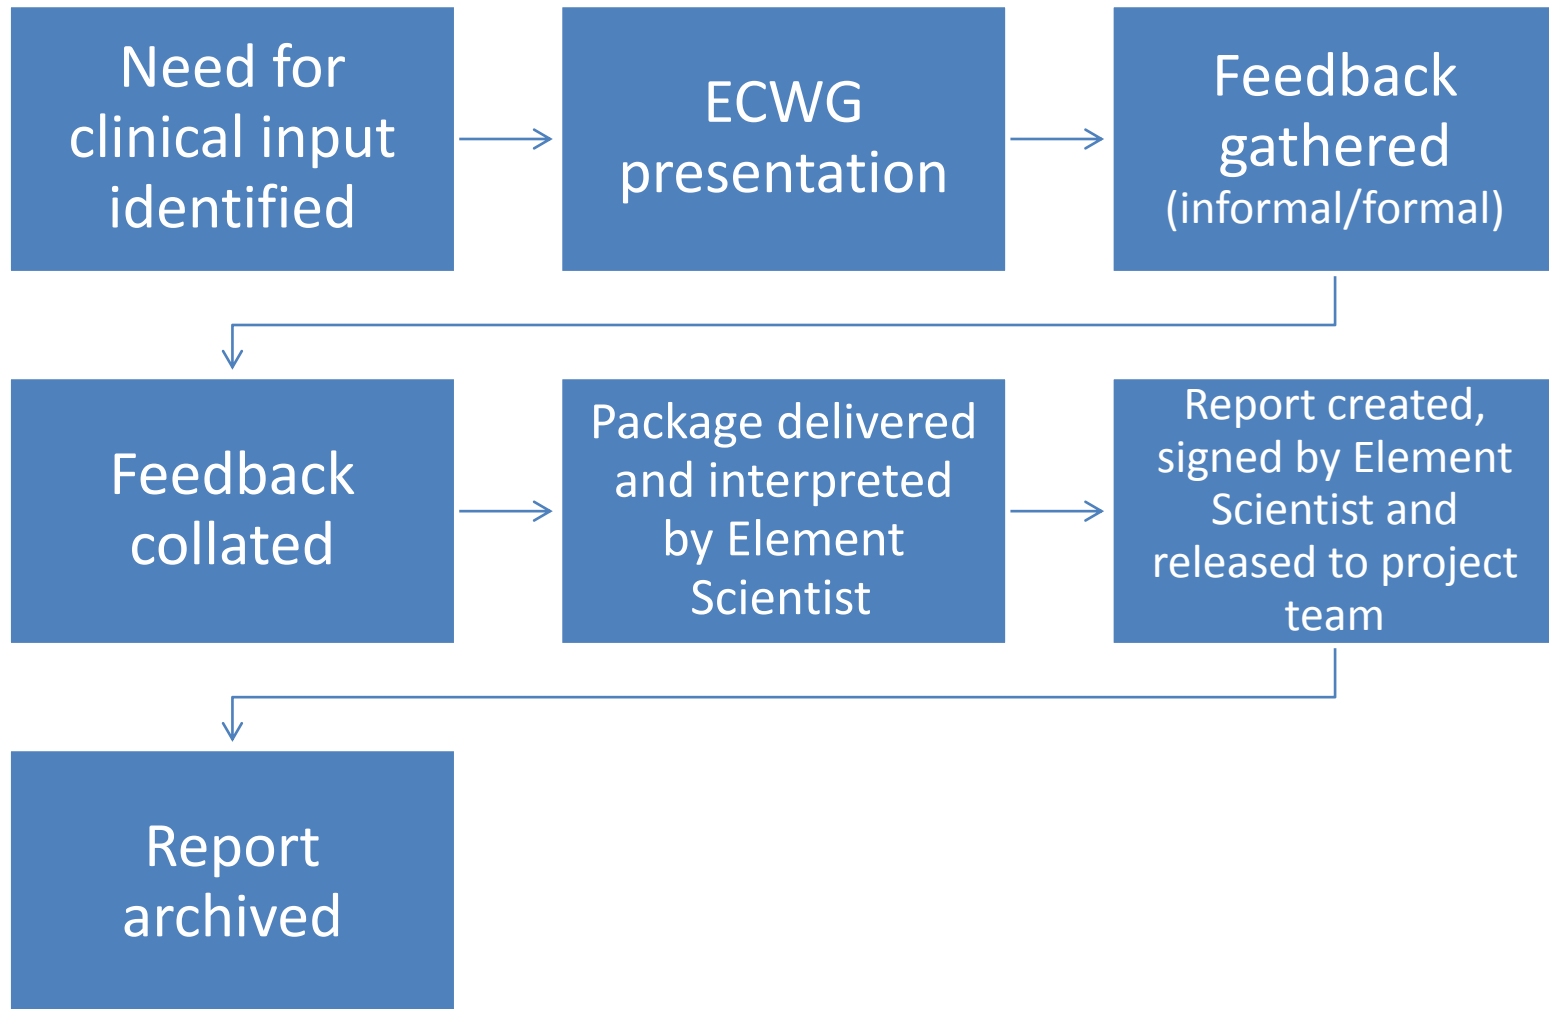 Need for
clinical input
identified
ECWG
presentation
Feedback
gathered
(informal/formal)
Feedback
collated
Package delivered
and interpreted
by Element
Scientist
Report created,
signed by Element
Scientist and
released to project
team
Report
archived